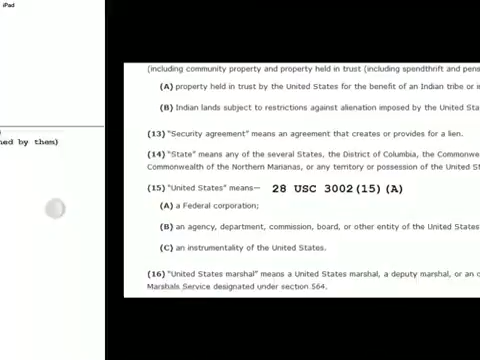 iPad
ned by them)
(including community property and property held in trust (including spendthrift and pens
(A) property held in trust by the United States for the benefit of an Indian tribe or i
(B) Indian lands subject to restrictions against alienation imposed by the United Sta
(13) "Security agreement" means an agreement that creates or provides for a lien.
(14) "State" means any of the several States, the District of Columbia, the Commonw
Commonwealth of the Northern Marianas, or any territory or possession of the United St
(15) "United States" means— 28 USC 3002(15)(A)
(A) a Federal corporation;
(B) an agency, department, commission, board, or other entity of the United States
(C) an instrumentality of the United States.
(16) "United States marshal" means a United States marshal, a deputy marshal, or an o
Marshals Service designated under section 564.